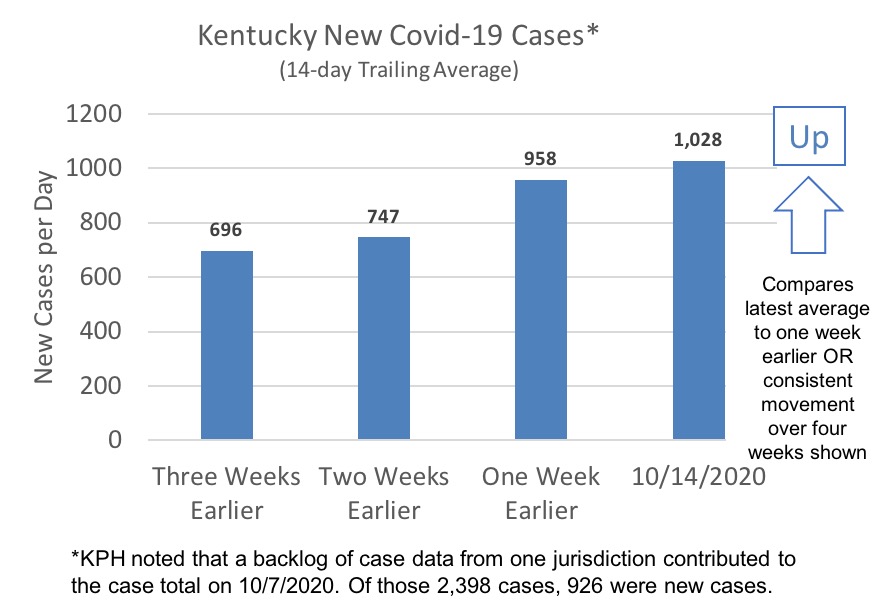 Kentucky New Covid-19 Cases*
(14-day Trailing Average)
New Cases per Day
1200
1000
800
600
400
200
0
696
747
958
1,028
Three Weeks
Earlier
Two Weeks
Earlier
One Week
Earlier
10/14/2020
Up
Compares
latest average
to one week
earlier OR
consistent
movement
over four
weeks shown
*KPH noted that a backlog of case data from one jurisdiction contributed to
the case total on 10/7/2020. Of those 2,398 cases, 926 were new cases.